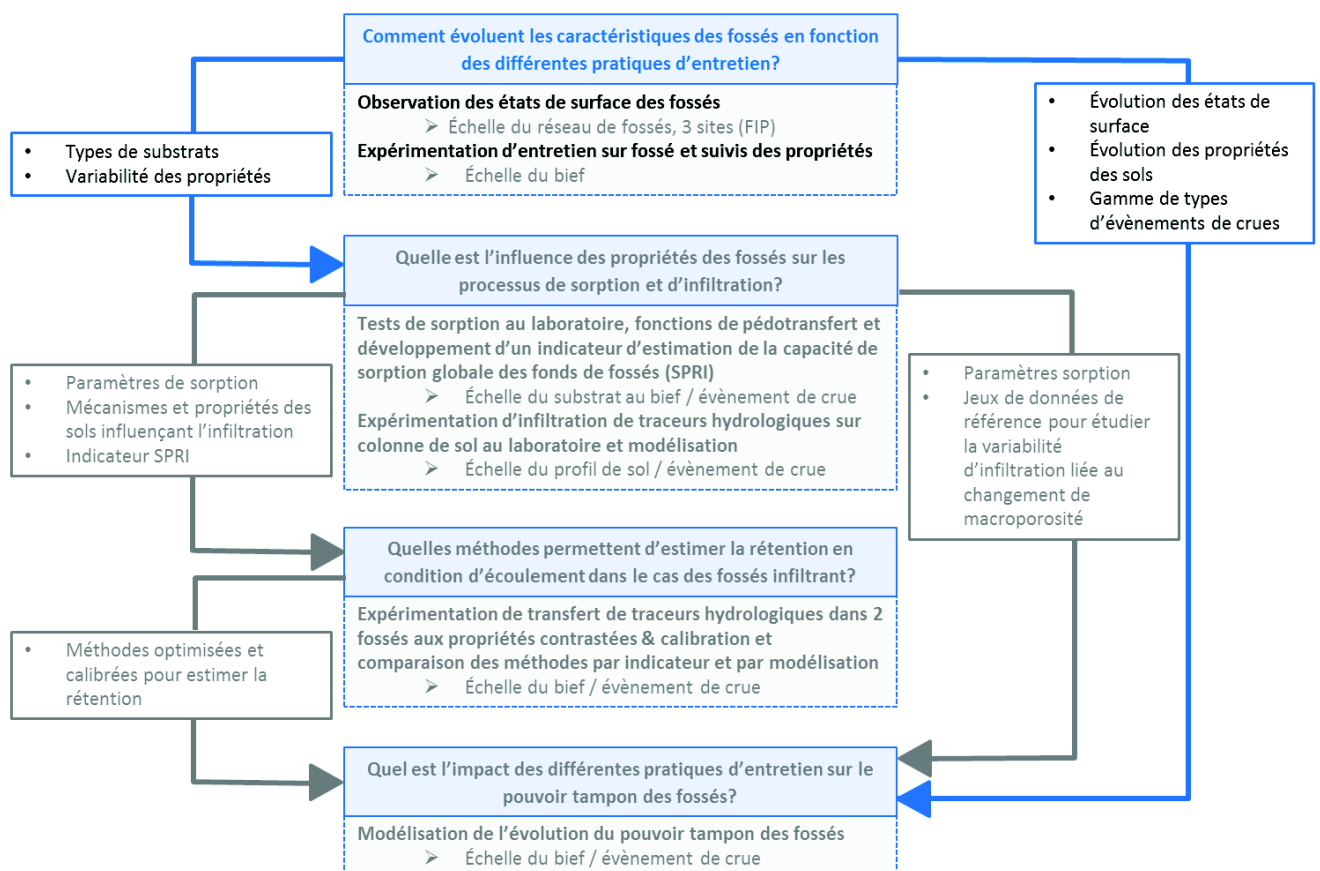 Comment évoluent les caractéristiques des fossés en fonction
des différentes pratiques d'entretien?
Observation des états de surface des fossés
➢ Échelle du réseau de fossés, 3 sites (FIP)
Expérimentation d'entretien sur fossé et suivis des propriétés
➢ Échelle du bief
• Types de substrats
• Variabilité des propriétés
• Évolution des états de
surface
• Évolution des propriétés
des sols
• Gamme de types
d'évènements de crues
Quelle est l'influence des propriétés des fossés sur les
processus de sorption et d'infiltration?
Tests de sorption au laboratoire, fonctions de pédotransfert et
développement d'un indicateur d'estimation de la capacité de
sorption globale des fonds de fossés (SPRI)
➢ Échelle du substrat au bief / évènement de crue
Expérimentation d'infiltration de traceurs hydrologiques sur
colonne de sol au laboratoire et modélisation
➢ Échelle du profil de sol / évènement de crue
• Paramètres de sorption
• Mécanismes et propriétés des
sols influençant l'infiltration
• Indicateur SPRI
• Paramètres sorption
• Jeux de données de
référence pour étudier
la variabilité
d'infiltration liée au
changement de
macroporosité
Quelles méthodes permettent d'estimer la rétention en
condition d'écoulement dans le cas des fossés infiltrant?
Expérimentation de transfert de traceurs hydrologiques dans 2
fossés aux propriétés contrastées & calibration et
comparaison des méthodes par indicateur et par modélisation
➢ Échelle du bief / évènement de crue
• Méthodes optimisées et
calibrées pour estimer la
rétention
Quel est l'impact des différentes pratiques d'entretien sur le
pouvoir tampon des fossés?
Modélisation de l'évolution du pouvoir tampon des fossés
➢ Échelle du bief / évènement de crue